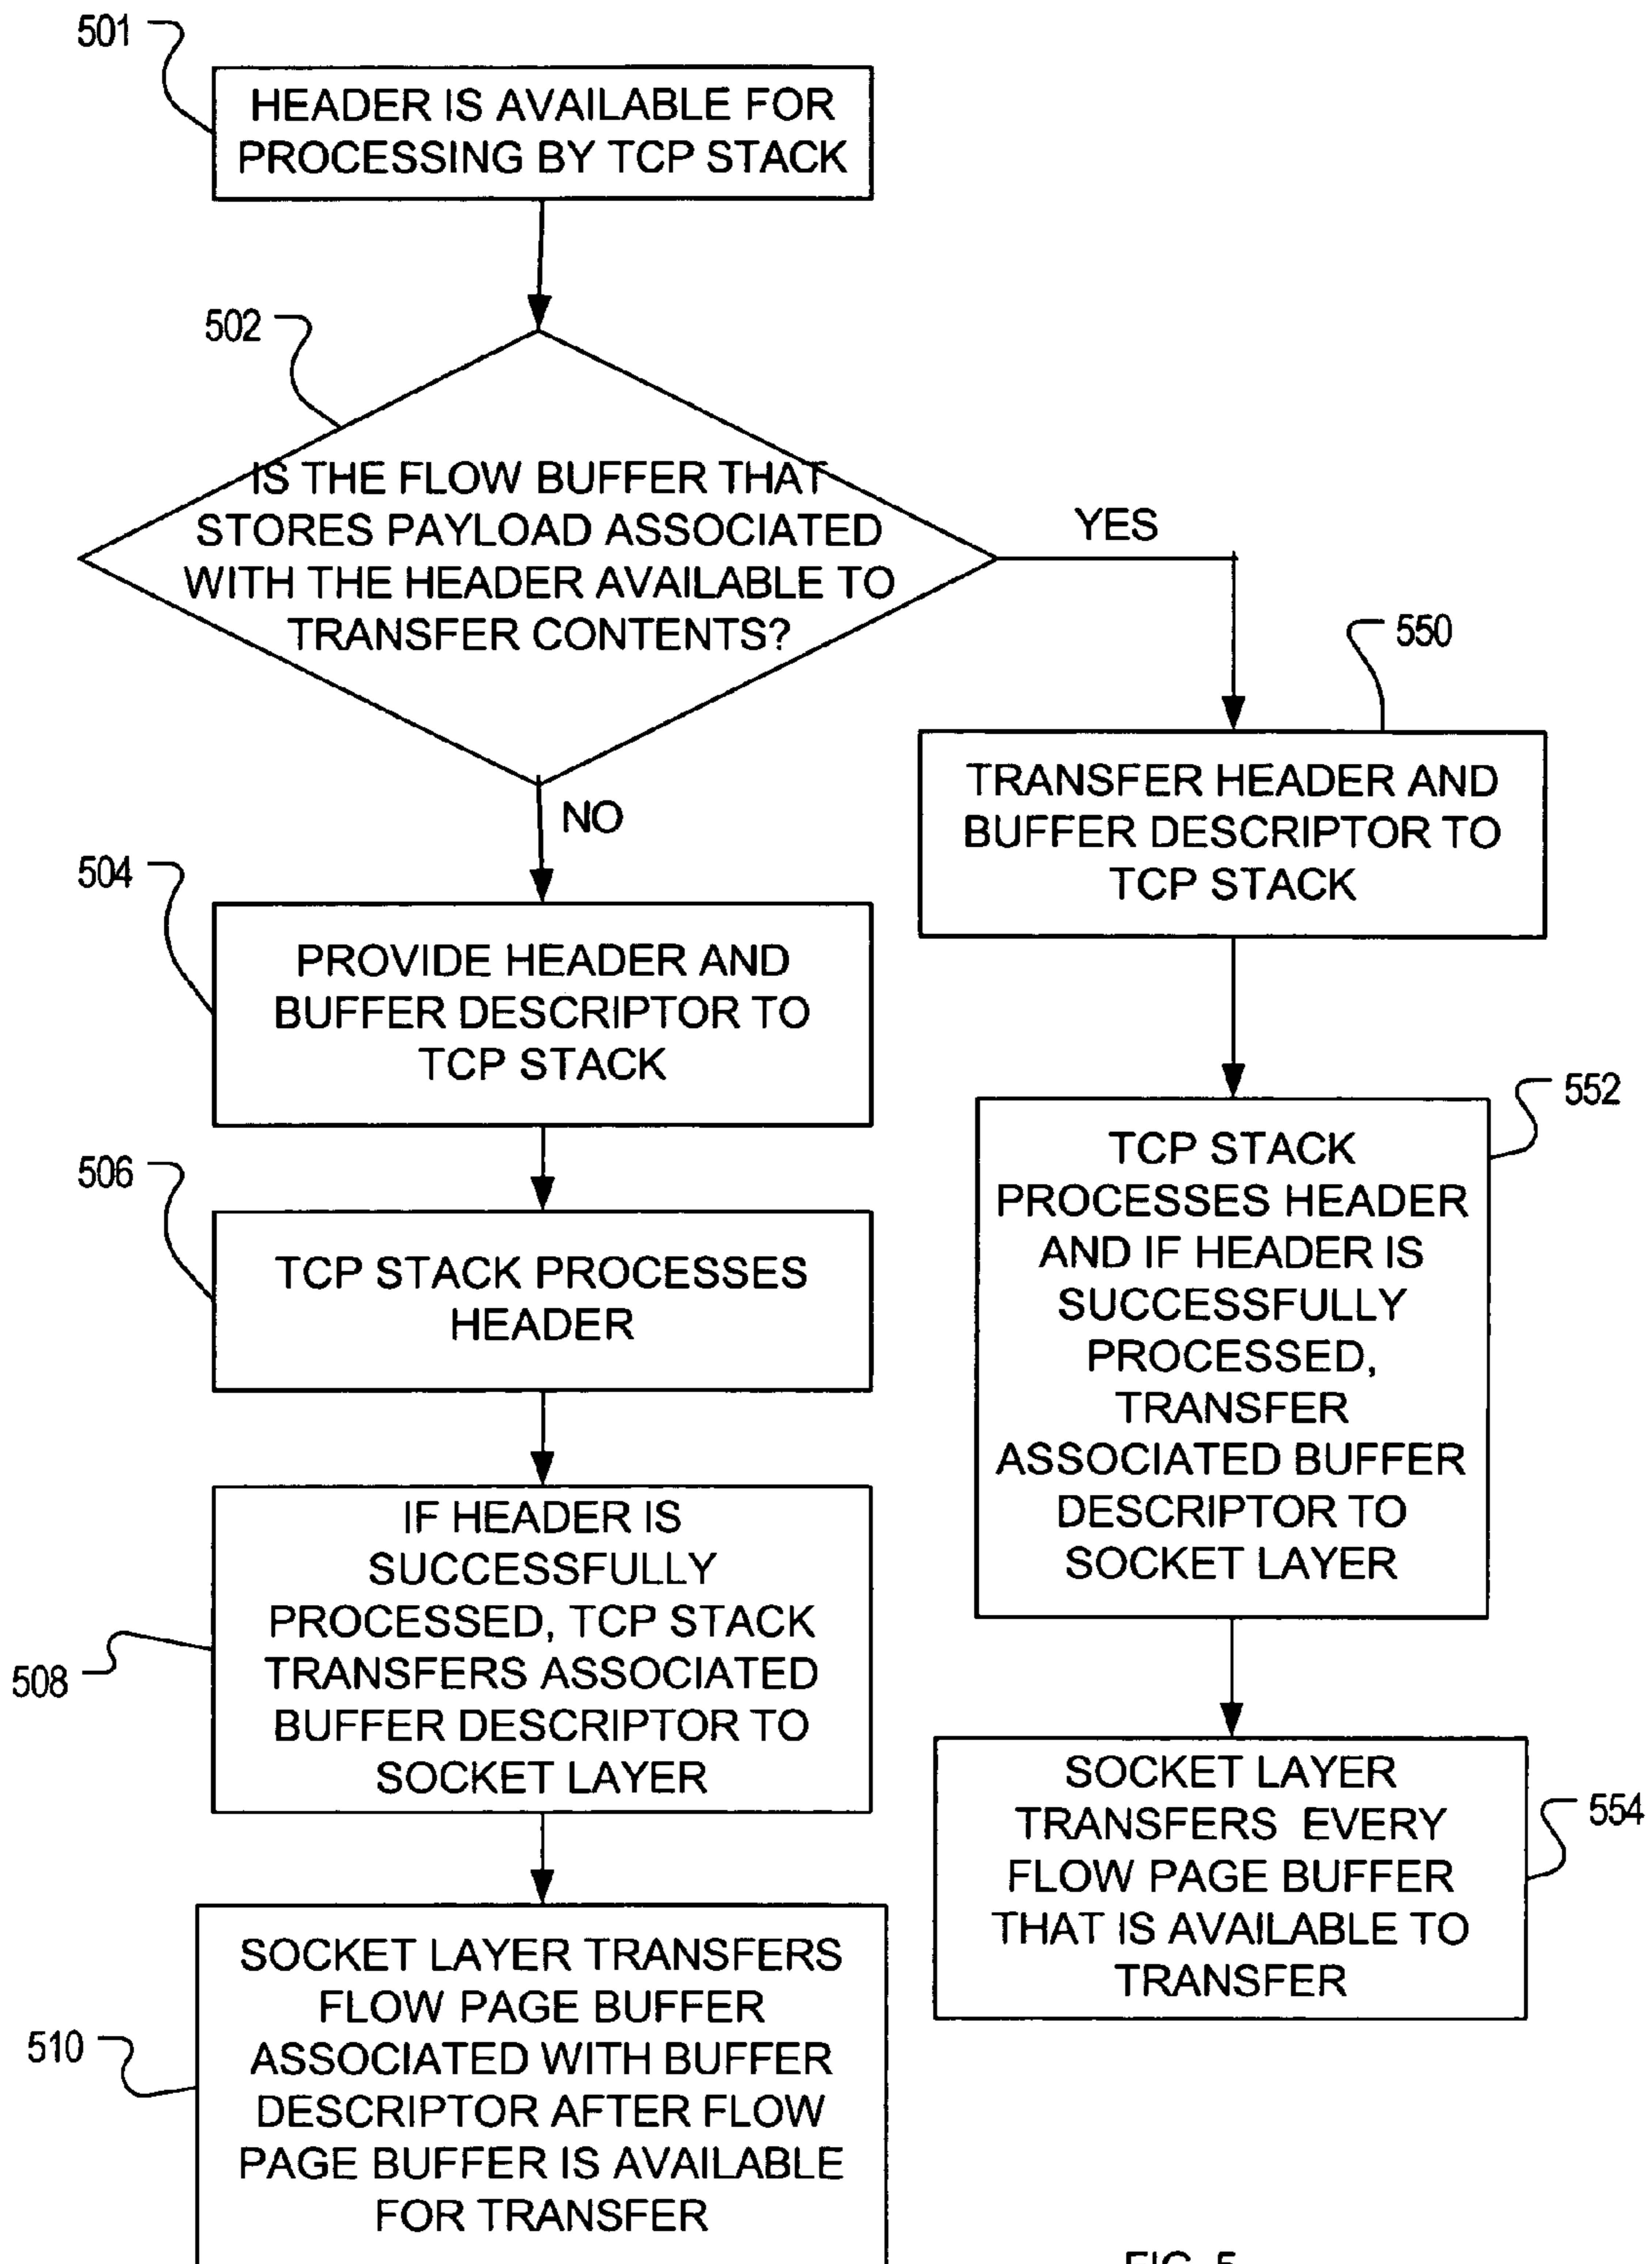 501
HEADER IS AVAILABLE FOR
PROCESSING BY TCP STACK
502
IS THE FLOW BUFFER THAT
STORES PAYLOAD ASSOCIATED
WITH THE HEADER AVAILABLE TO
TRANSFER CONTENTS?
YES
NO
504
PROVIDE HEADER AND
BUFFER DESCRIPTOR TO
TCP STACK
506
TCP STACK PROCESSES
HEADER
508
IF HEADER IS
SUCCESSFULLY
PROCESSED, TCP STACK
TRANSFERS ASSOCIATED
BUFFER DESCRIPTOR TO
SOCKET LAYER
510
SOCKET LAYER TRANSFERS
FLOW PAGE BUFFER
ASSOCIATED WITH BUFFER
DESCRIPTOR AFTER FLOW
PAGE BUFFER IS AVAILABLE
FOR TRANSFER
550
TRANSFER HEADER AND
BUFFER DESCRIPTOR TO
TCP STACK
552
TCP STACK
PROCESSES HEADER
AND IF HEADER IS
SUCCESSFULLY
PROCESSED,
TRANSFER
ASSOCIATED BUFFER
DESCRIPTOR TO
SOCKET LAYER
554
SOCKET LAYER
TRANSFERS EVERY
FLOW PAGE BUFFER
THAT IS AVAILABLE TO
TRANSFER
FIG. 5